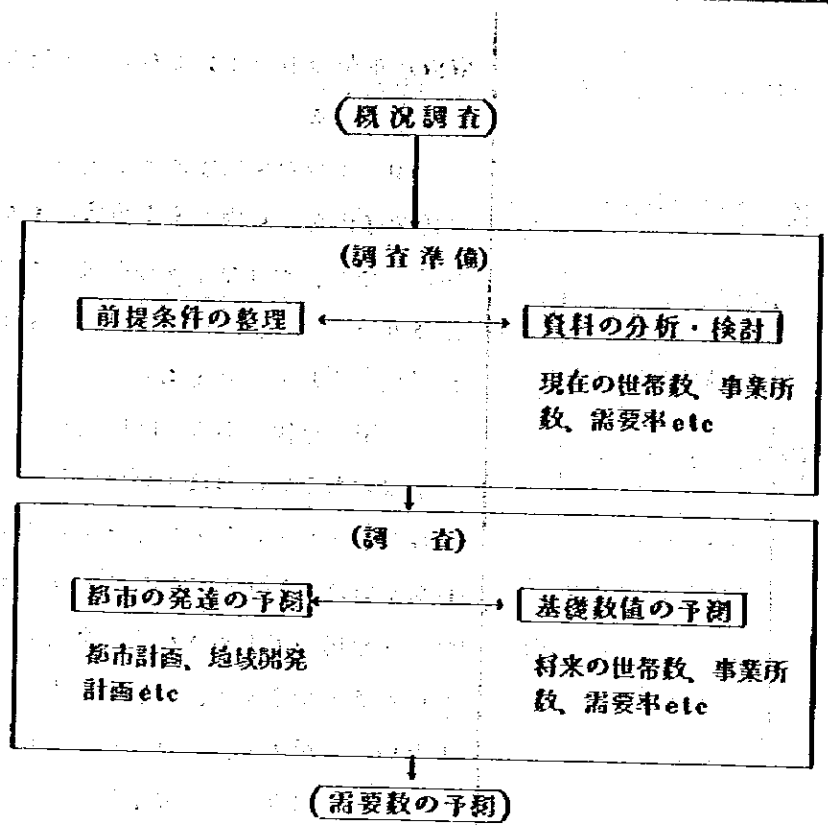 (概況調査)
(調査準備)
前提条件の整理
資料の分析・検討
現在の世帯数、事業所
数、需要率etc
(調 査)
都市の発達の予測
基礎数値の予測
都市計画、地域開発
計画etc
将来の世帯数、事業所
数、需要率etc
(需要数の予測)